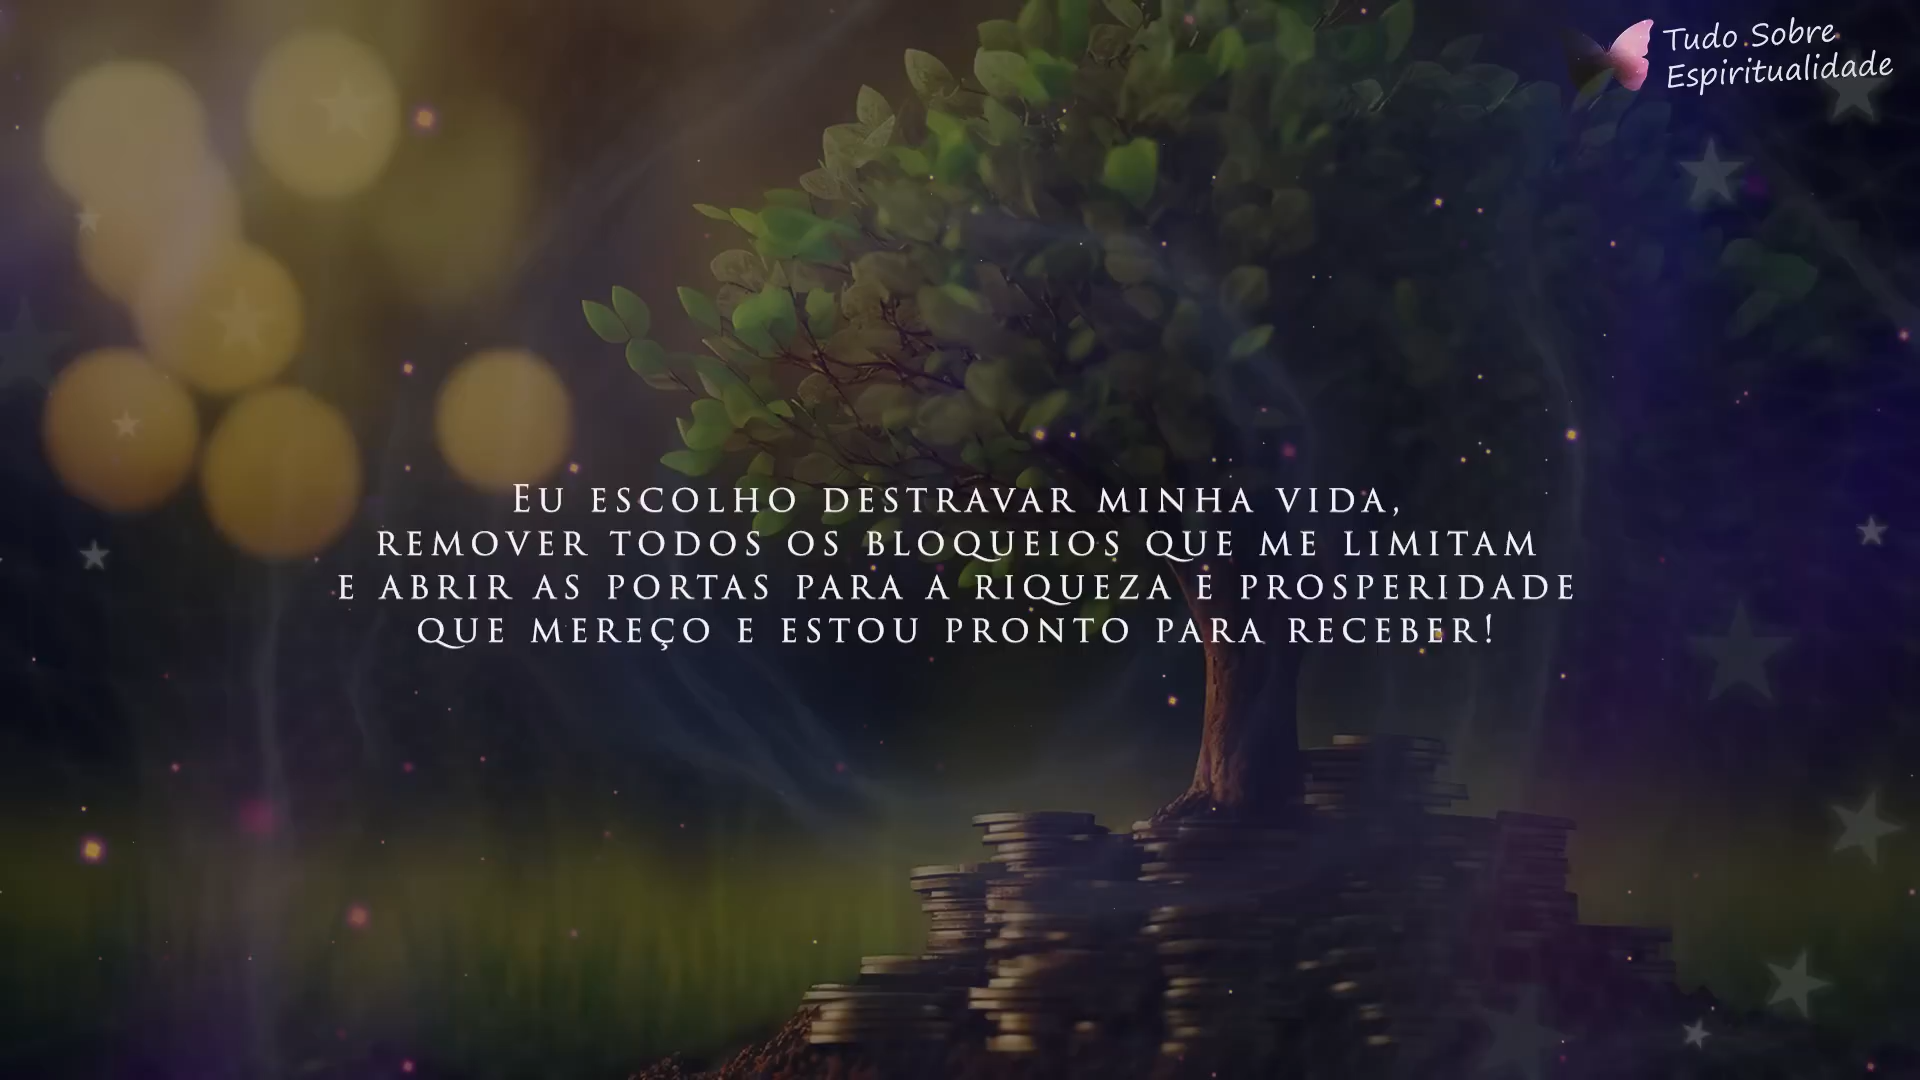 Tudo Sobre
Espiritualidade
Eu escolho destravar minha vida,
remover todos os bloqueios que me limitam
e abrir as portas para a riqueza e prosperidade
que mereço e estou pronto para receber!